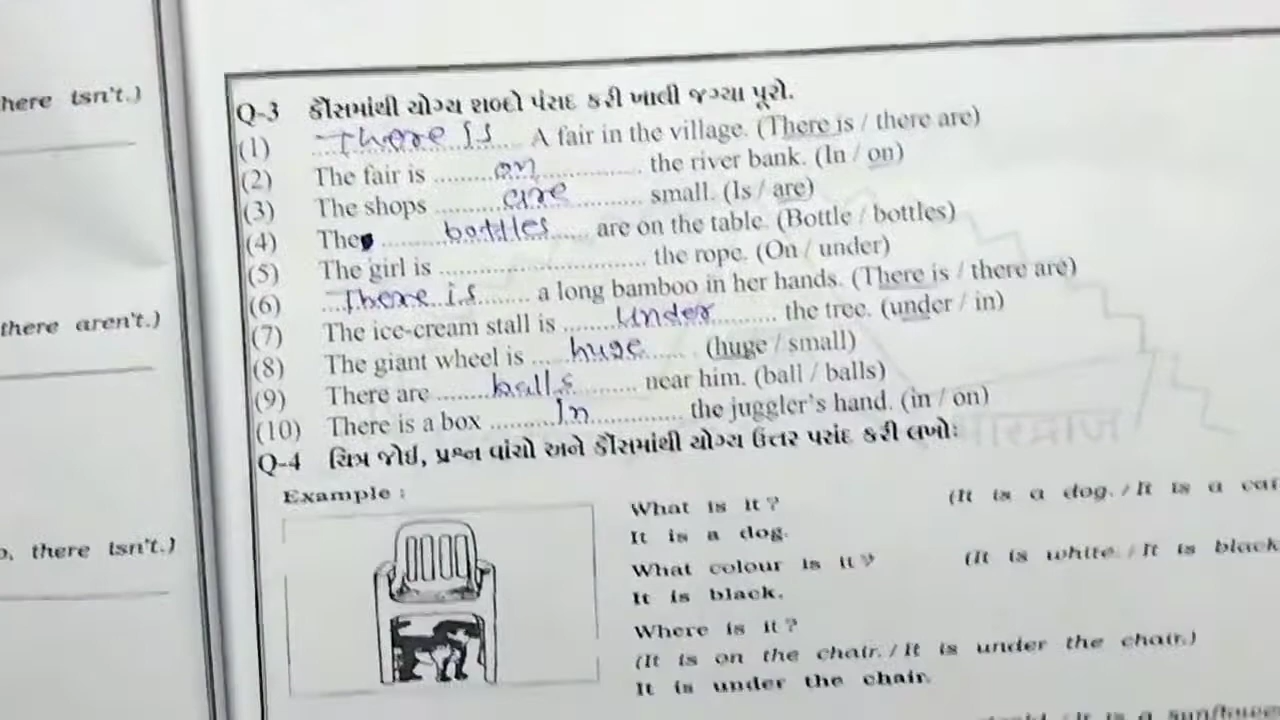 here isn't.)
Q-3 કૌંસમાંથી યોગ્ય શબ્દો પંસદ કરી ખાલી જગ્યા પૂરો.
(1) There is A fair in the village. (There is / there are)
(2) The fair is ........on.............. the river bank. (In / on)
(3) The shops ........are.......... small. (Is / are)
(4) The ........bottles...... are on the table. (Bottle / bottles)
there aren't.)
(5) The girl is ................................ the rope. (On / under)
(6) ....There is........ a long bamboo in her hands. (There is / there are)
(7) The ice-cream stall is ........under............ the tree. (under / in)
(8) The giant wheel is .... huge...... (huge / small)
(9) There are ........balls.......... near him. (ball / balls)
(10) There is a box ..........In............... the juggler's hand. (in / on)
Q-4 ચિત્ર જોઈ, પ્રશ્ન વાંચો અને કૌંસમાંથી યોગ્ય ઉત્તર પસંદ કરી લખોઃ
Example :
What is it? (It is a dog. / It is a cat
It is a dog.
, there isn't.)
What colour is it? (It is white. / It is black
It is black.
Where is it?
(It is on the chair. / It is under the chair.)
It is under the chair.
It is a sunflower